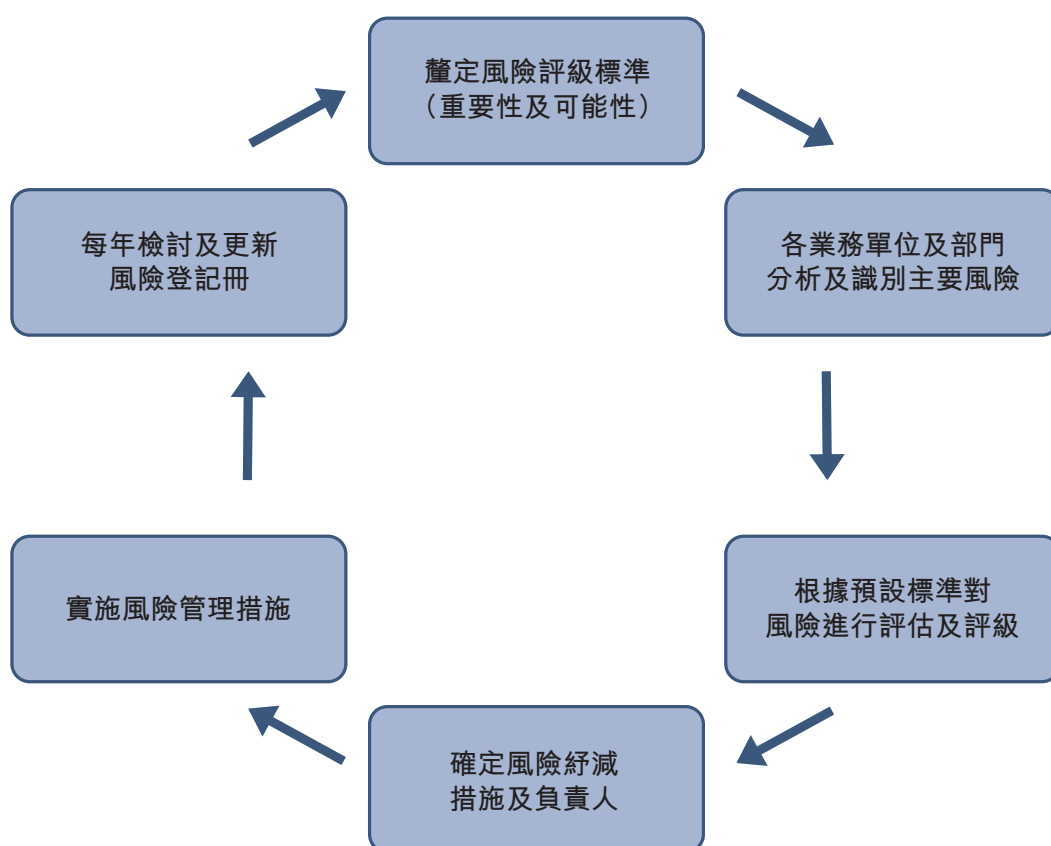 釐定風險評級標準
（重要性及可能性）
各業務單位及部門
分析及識別主要風險
根據預設標準對
風險進行評估及評級
確定風險紓減
措施及負責人
實施風險管理措施
每年檢討及更新
風險登記冊